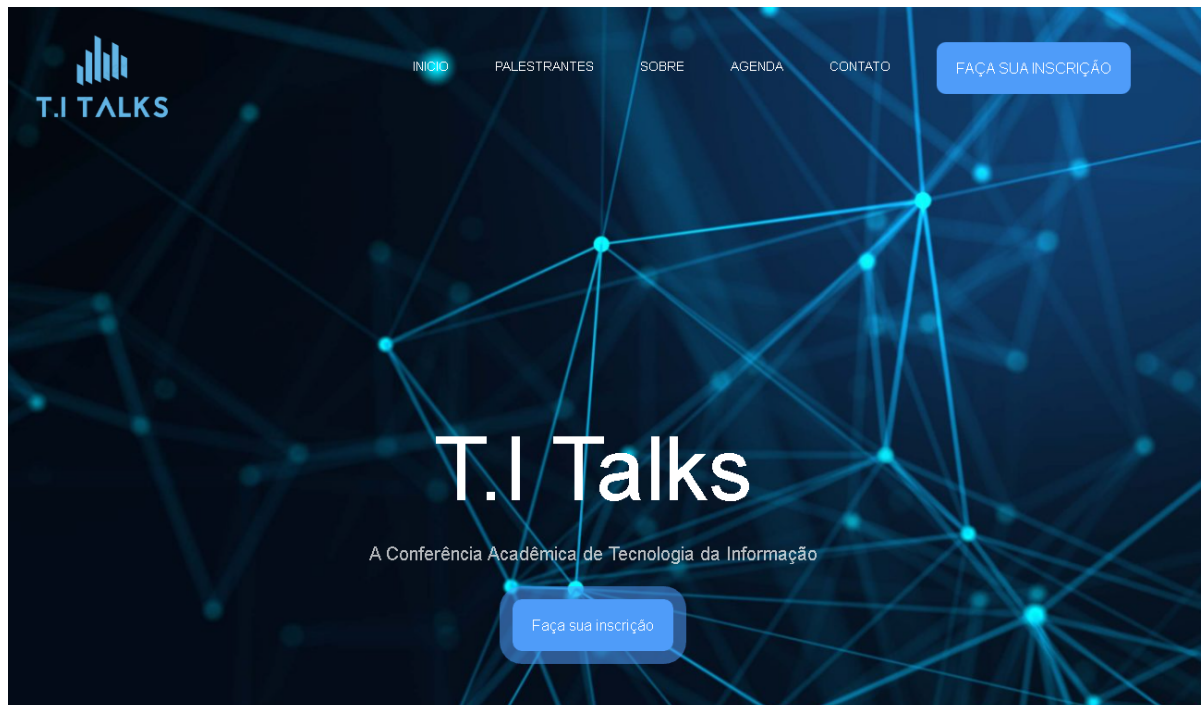 T.I TALKS
INICIO
PALESTRANTES
SOBRE
AGENDA
CONTATO
FAÇA SUA INSCRIÇÃO
T.I Talks
A Conferência Acadêmica de Tecnologia da Informação
Faça sua inscrição